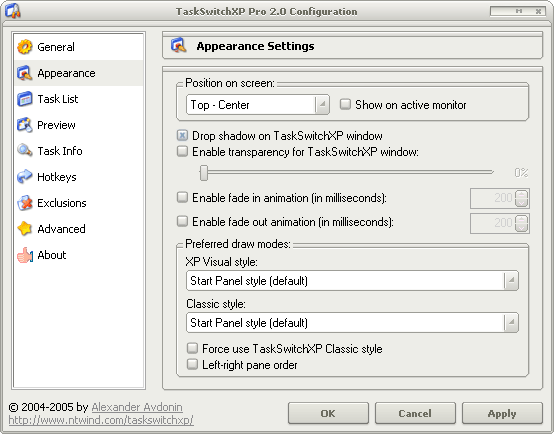 TaskSwitchXP Pro 2.0 Configuration
General
Appearance
Task List
Preview
Task Info
Hotkeys
Exclusions
Advanced
About
Appearance Settings
Position on screen:
Top - Center
Show on active monitor
Drop shadow on TaskSwitchXP window
Enable transparency for TaskSwitchXP window:
0%
Enable fade in animation (in milliseconds):
200
Enable fade out animation (in milliseconds):
200
Preferred draw modes:
XP Visual style:
Start Panel style (default)
Classic style:
Start Panel style (default)
Force use TaskSwitchXP Classic style
Left-right pane order
© 2004-2005 by Alexander Avdonin
http://www.ntwind.com/taskswitchxp/
OK
Cancel
Apply